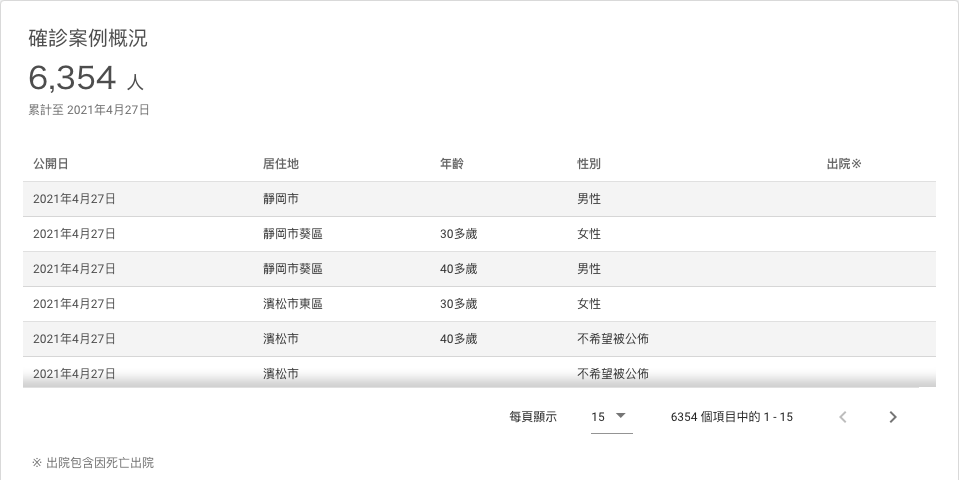 確診案例概況
6,354 人
累計至 2021年4月27日
公開日 居住地 年齡 性別 出院※
2021年4月27日 靜岡市 男性
2021年4月27日 靜岡市葵區 30多歲 女性
2021年4月27日 靜岡市葵區 40多歲 男性
2021年4月27日 濱松市東區 30多歲 女性
2021年4月27日 濱松市 40多歲 不希望被公佈
2021年4月27日 濱松市 不希望被公佈
每頁顯示 15 6354 個項目中的 1 - 15
※ 出院包含因死亡出院